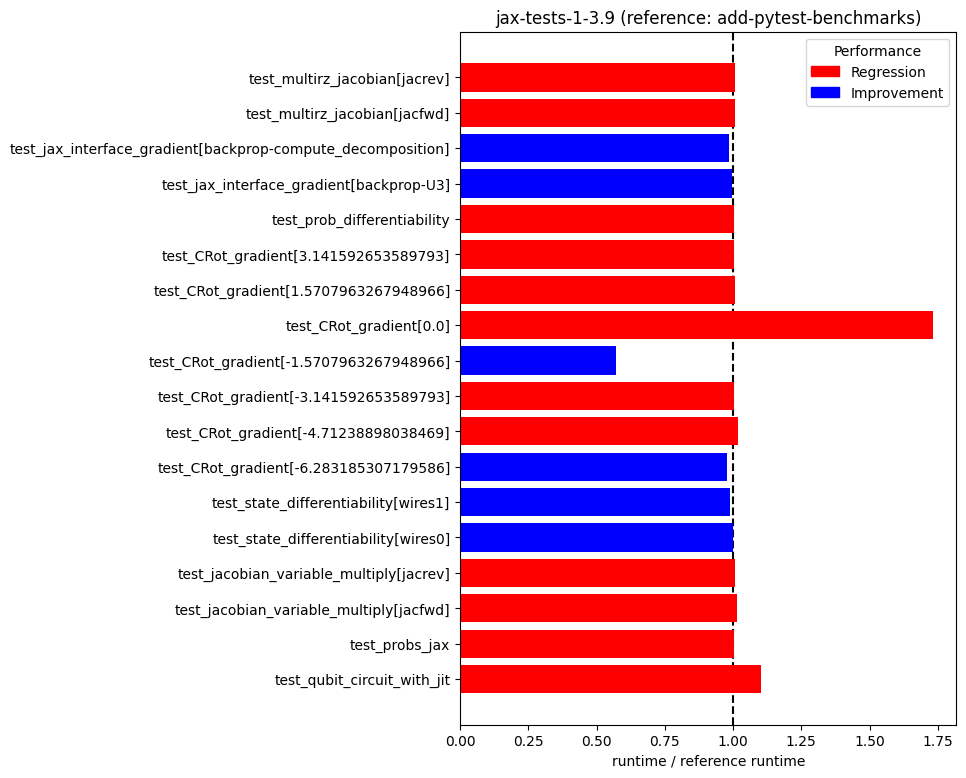 jax-tests-1-3.9 (reference: add-pytest-benchmarks)
Performance
Regression
Improvement
test_multirz_jacobian[jacrev]
test_multirz_jacobian[jacfwd]
test_jax_interface_gradient[backprop-compute_decomposition]
test_jax_interface_gradient[backprop-U3]
test_prob_differentiability
test_CRot_gradient[3.141592653589793]
test_CRot_gradient[1.5707963267948966]
test_CRot_gradient[0.0]
test_CRot_gradient[-1.5707963267948966]
test_CRot_gradient[-3.141592653589793]
test_CRot_gradient[-4.71238898038469]
test_CRot_gradient[-6.283185307179586]
test_state_differentiability[wires1]
test_state_differentiability[wires0]
test_jacobian_variable_multiply[jacrev]
test_jacobian_variable_multiply[jacfwd]
test_probs_jax
test_qubit_circuit_with_jit
0.00 0.25 0.50 0.75 1.00 1.25 1.50 1.75
runtime / reference runtime